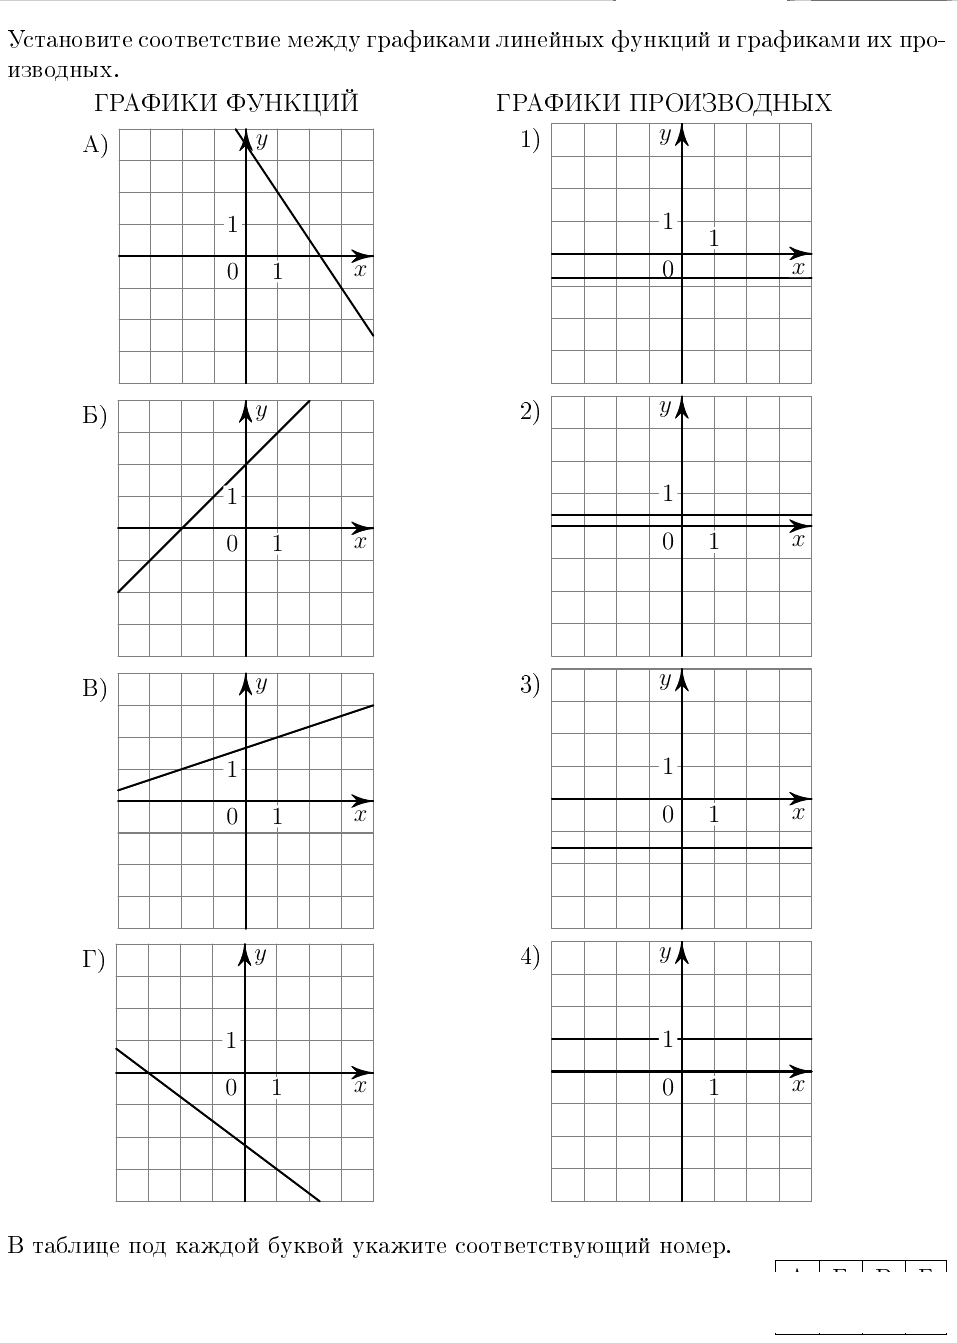 Установите соответствие между графиками линейных функций и графиками их про-
изводных.
ГРАФИКИ ФУНКЦИЙ ГРАФИКИ ПРОИЗВОДНЫХ
А) y 1 0 1 x
1) y 1 1 0 x
Б) y 1 0 1 x
2) y 1 0 1 x
В) y 1 0 1 x
3) y 1 0 1 x
Г) y 1 0 1 x
4) y 1 0 1 x
В таблице под каждой буквой укажите соответствующий номер.